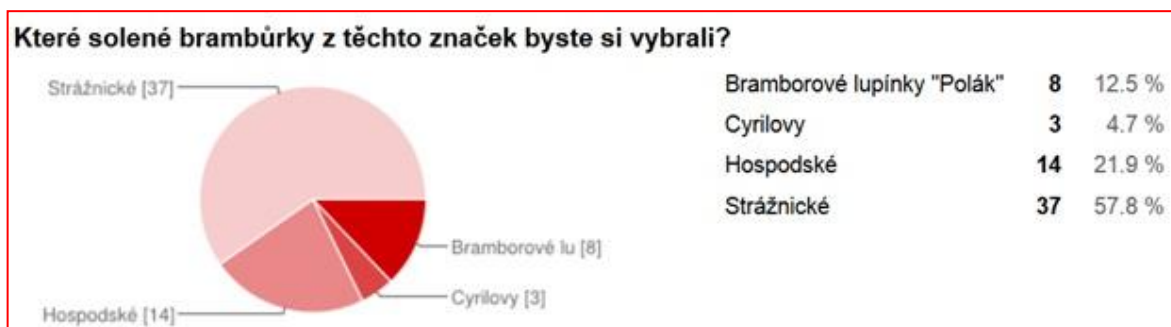 Které solené brambůrky z těchto značek byste si vybrali?
Strážnické [37]
Bramborové lu [8]
Cyrilovy [3]
Hospodské [14]
Bramborové lupínky "Polák" 8 12.5 %
Cyrilovy 3 4.7 %
Hospodské 14 21.9 %
Strážnické 37 57.8 %